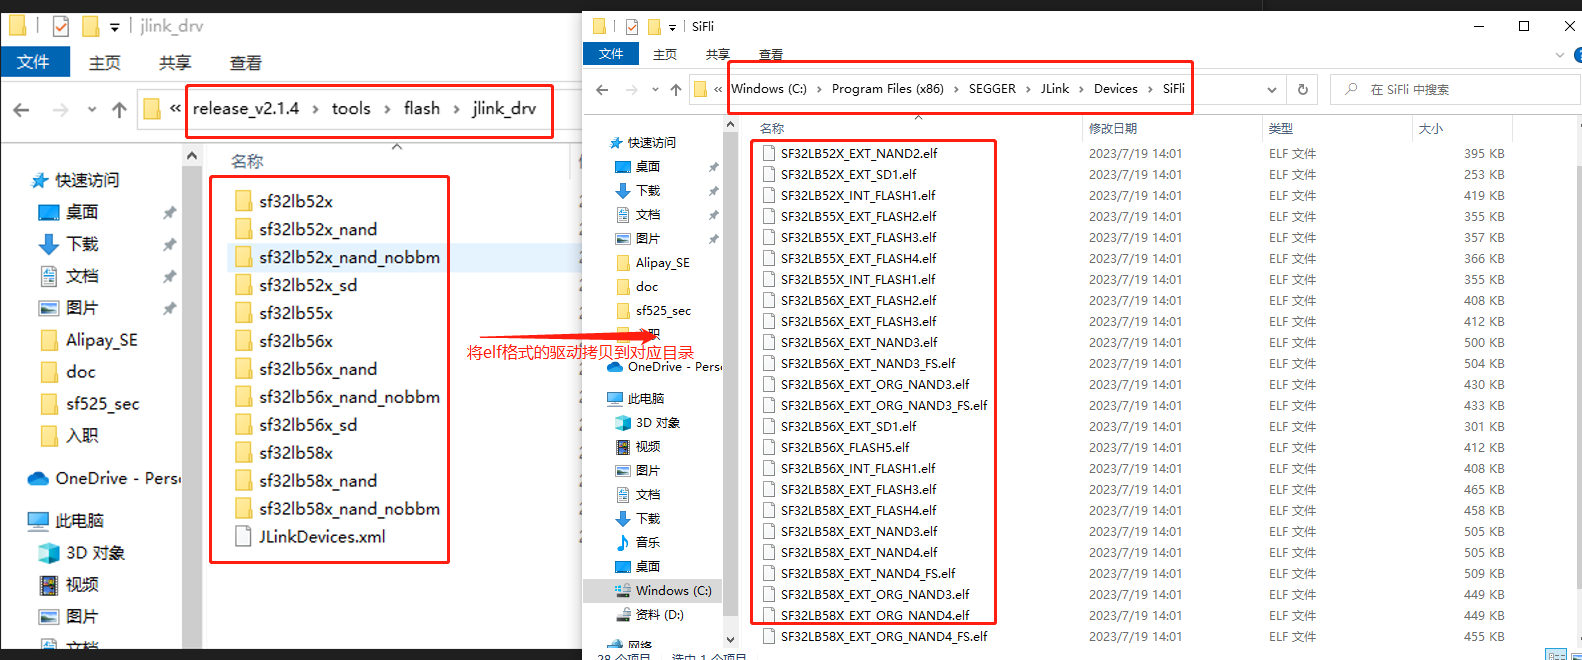 jlink_drv
文件 主页 共享 查看
« release_v2.1.4 › tools › flash › jlink_drv
名称
快速访问
桌面
下载
文档
图片
Alipay_SE
doc
sf525_sec
入职
OneDrive - Pers
此电脑
3D 对象
视频
图片
文档
sf32lb52x
sf32lb52x_nand
sf32lb52x_nand_nobbm
sf32lb52x_sd
sf32lb55x
sf32lb56x
sf32lb56x_nand
sf32lb56x_nand_nobbm
sf32lb56x_sd
sf32lb58x
sf32lb58x_nand
sf32lb58x_nand_nobbm
JLinkDevices.xml
将elf格式的驱动拷贝到对应目录
SiFli
文件 主页 共享 查看
« Windows (C:) › Program Files (x86) › SEGGER › JLink › Devices › SiFli
在 SiFli 中搜索
快速访问
桌面
下载
文档
图片
Alipay_SE
doc
sf525_sec
职
OneDrive - Perso
此电脑
3D 对象
视频
图片
文档
下载
音乐
桌面
Windows (C:)
资料 (D:)
网络
名称 修改日期 类型 大小
SF32LB52X_EXT_NAND2.elf 2023/7/19 14:01 ELF 文件 395 KB
SF32LB52X_EXT_SD1.elf 2023/7/19 14:01 ELF 文件 253 KB
SF32LB52X_INT_FLASH1.elf 2023/7/19 14:01 ELF 文件 419 KB
SF32LB55X_EXT_FLASH2.elf 2023/7/19 14:01 ELF 文件 355 KB
SF32LB55X_EXT_FLASH3.elf 2023/7/19 14:01 ELF 文件 357 KB
SF32LB55X_EXT_FLASH4.elf 2023/7/19 14:01 ELF 文件 366 KB
SF32LB55X_INT_FLASH1.elf 2023/7/19 14:01 ELF 文件 355 KB
SF32LB56X_EXT_FLASH2.elf 2023/7/19 14:01 ELF 文件 408 KB
SF32LB56X_EXT_FLASH3.elf 2023/7/19 14:01 ELF 文件 412 KB
SF32LB56X_EXT_NAND3.elf 2023/7/19 14:01 ELF 文件 500 KB
SF32LB56X_EXT_NAND3_FS.elf 2023/7/19 14:01 ELF 文件 504 KB
SF32LB56X_EXT_ORG_NAND3.elf 2023/7/19 14:01 ELF 文件 430 KB
SF32LB56X_EXT_ORG_NAND3_FS.elf 2023/7/19 14:01 ELF 文件 433 KB
SF32LB56X_EXT_SD1.elf 2023/7/19 14:01 ELF 文件 301 KB
SF32LB56X_FLASH5.elf 2023/7/19 14:01 ELF 文件 412 KB
SF32LB56X_INT_FLASH1.elf 2023/7/19 14:01 ELF 文件 408 KB
SF32LB58X_EXT_FLASH3.elf 2023/7/19 14:01 ELF 文件 465 KB
SF32LB58X_EXT_FLASH4.elf 2023/7/19 14:01 ELF 文件 458 KB
SF32LB58X_EXT_NAND3.elf 2023/7/19 14:01 ELF 文件 505 KB
SF32LB58X_EXT_NAND4.elf 2023/7/19 14:01 ELF 文件 505 KB
SF32LB58X_EXT_NAND4_FS.elf 2023/7/19 14:01 ELF 文件 509 KB
SF32LB58X_EXT_ORG_NAND3.elf 2023/7/19 14:01 ELF 文件 449 KB
SF32LB58X_EXT_ORG_NAND4.elf 2023/7/19 14:01 ELF 文件 449 KB
SF32LB58X_EXT_ORG_NAND4_FS.elf 2023/7/19 14:01 ELF 文件 455 KB
28 个项目 选中 1 个项目